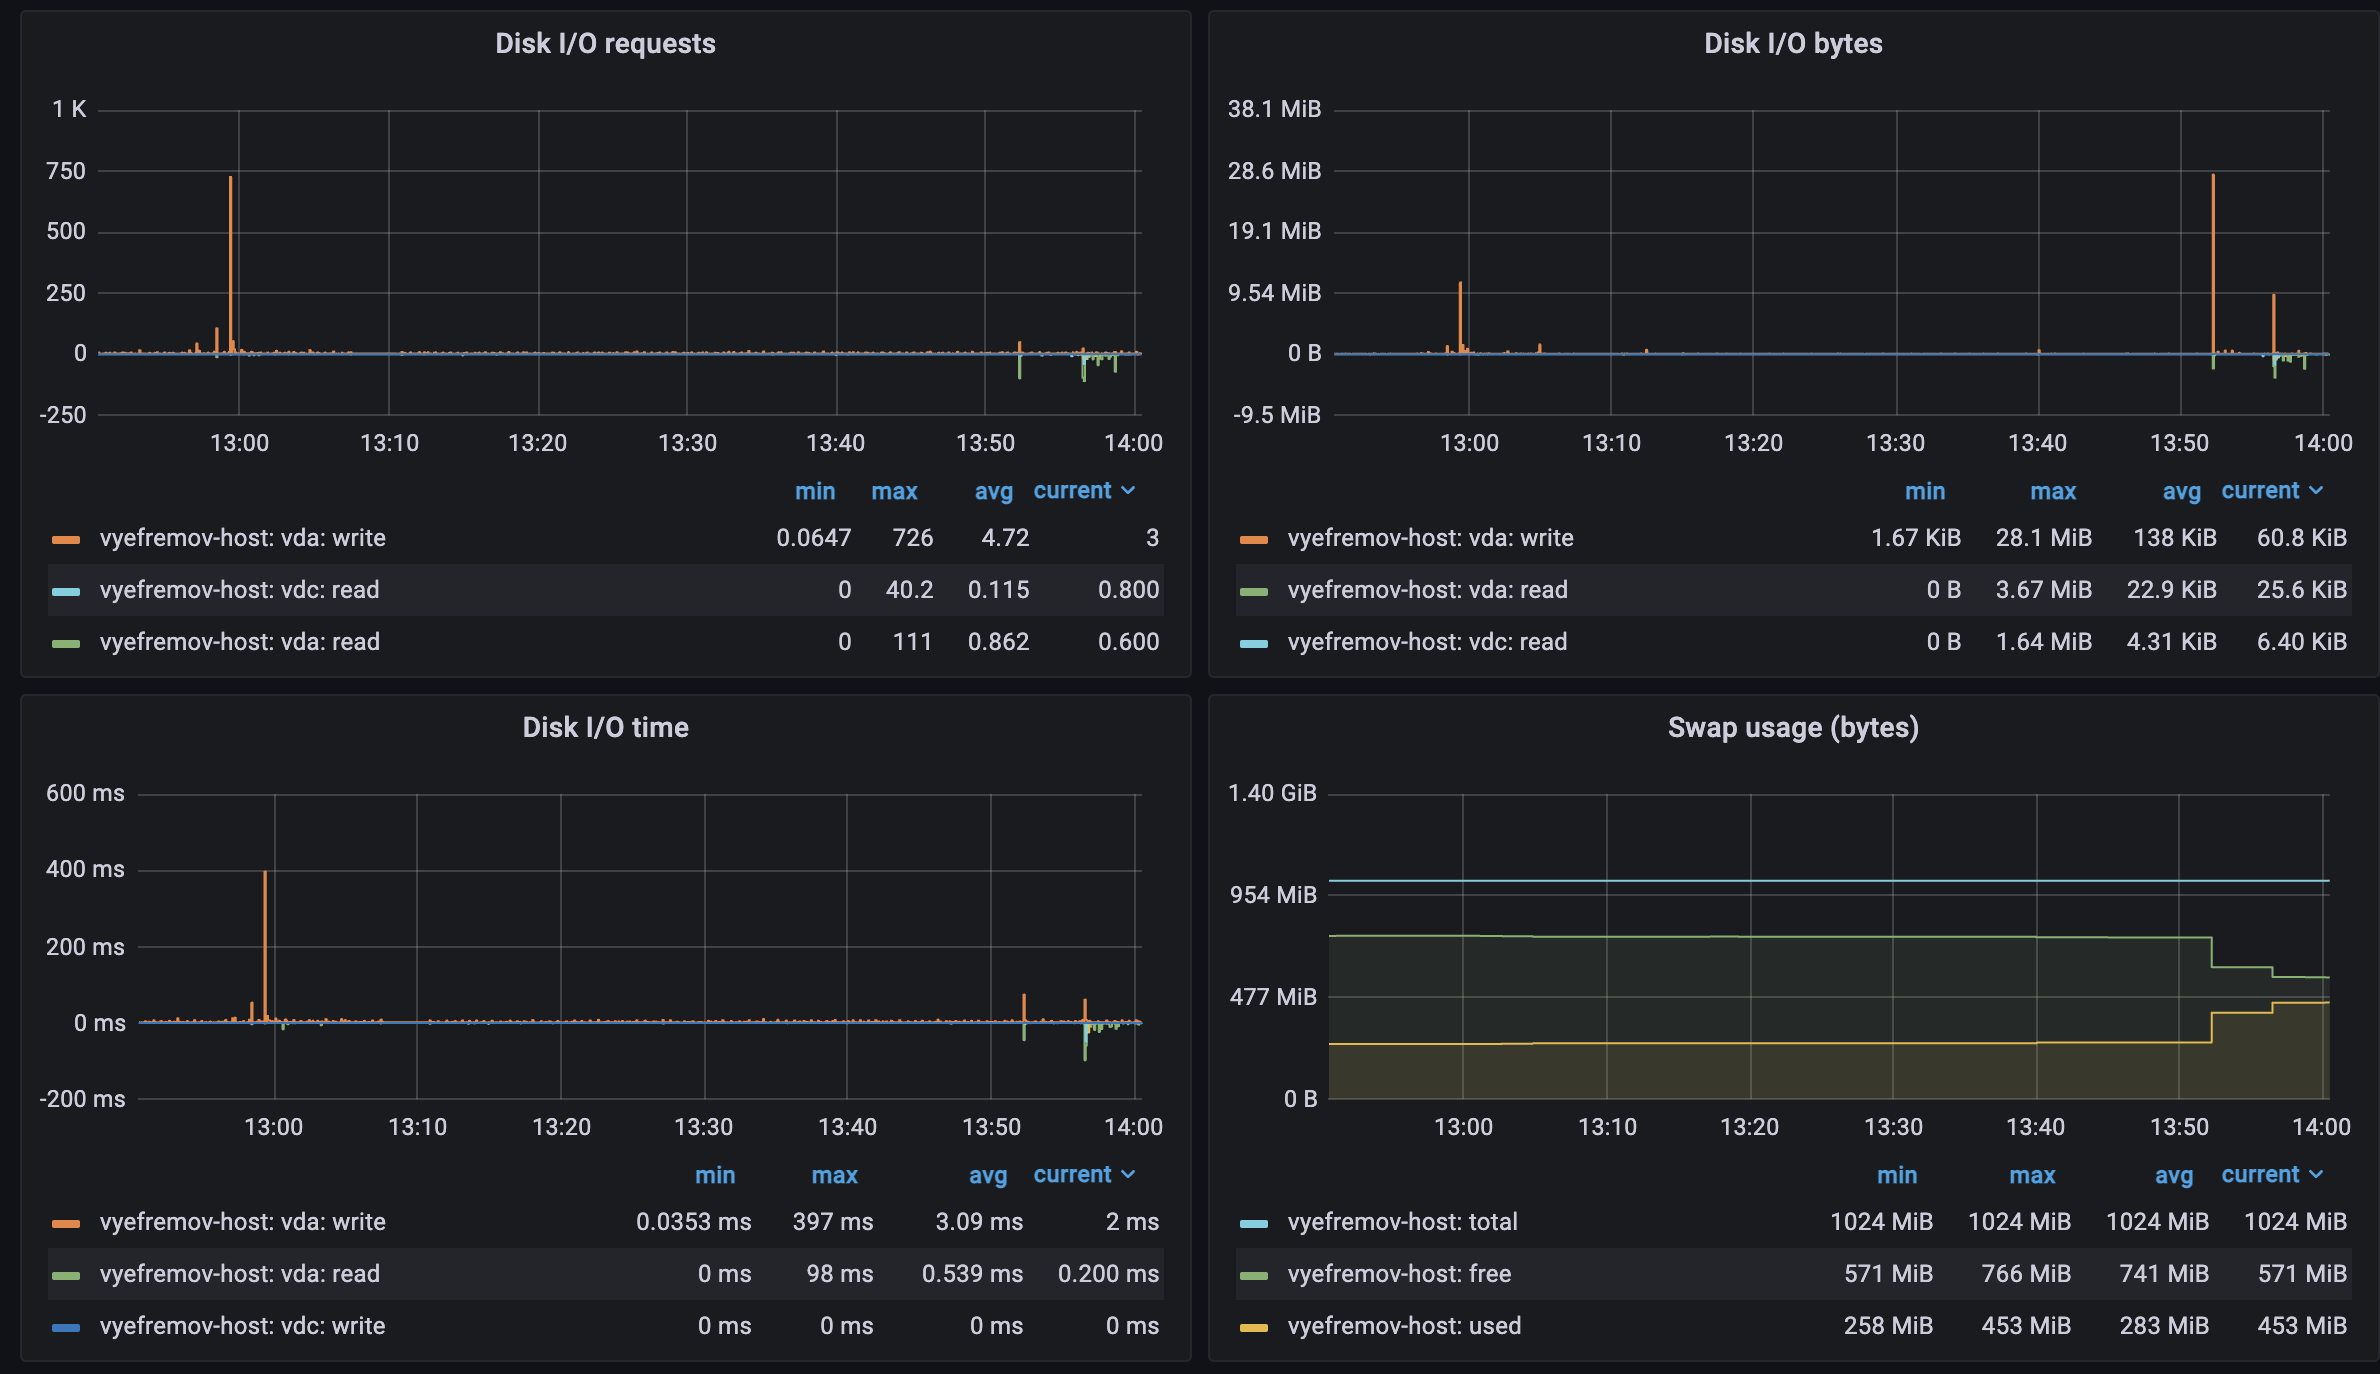 Disk I/O requests
1 K
750
500
250
0
-250
13:00 13:10 13:20 13:30 13:40 13:50 14:00
min max avg current
vyefremov-host: vda: write 0.0647 726 4.72 3
vyefremov-host: vdc: read 0 40.2 0.115 0.800
vyefremov-host: vda: read 0 111 0.862 0.600
Disk I/O bytes
38.1 MiB
28.6 MiB
19.1 MiB
9.54 MiB
0 B
-9.5 MiB
13:00 13:10 13:20 13:30 13:40 13:50 14:00
min max avg current
vyefremov-host: vda: write 1.67 KiB 28.1 MiB 138 KiB 60.8 KiB
vyefremov-host: vda: read 0 B 3.67 MiB 22.9 KiB 25.6 KiB
vyefremov-host: vdc: read 0 B 1.64 MiB 4.31 KiB 6.40 KiB
Disk I/O time
600 ms
400 ms
200 ms
0 ms
-200 ms
13:00 13:10 13:20 13:30 13:40 13:50 14:00
min max avg current
vyefremov-host: vda: write 0.0353 ms 397 ms 3.09 ms 2 ms
vyefremov-host: vda: read 0 ms 98 ms 0.539 ms 0.200 ms
vyefremov-host: vdc: write 0 ms 0 ms 0 ms 0 ms
Swap usage (bytes)
1.40 GiB
954 MiB
477 MiB
0 B
13:00 13:10 13:20 13:30 13:40 13:50 14:00
min max avg current
vyefremov-host: total 1024 MiB 1024 MiB 1024 MiB 1024 MiB
vyefremov-host: free 571 MiB 766 MiB 741 MiB 571 MiB
vyefremov-host: used 258 MiB 453 MiB 283 MiB 453 MiB